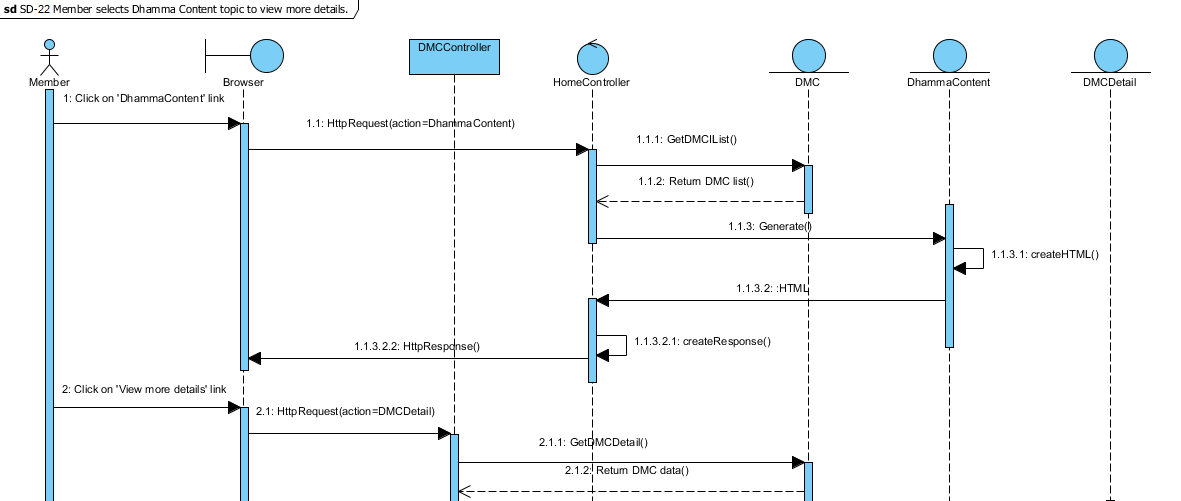 sd SD-22 Member selects Dhamma Content topic to view more details.
DMCController
Member
Browser
HomeController
DMC
DhammaContent
DMCDetail
1: Click on 'DhammaContent' link
1.1: HttpRequest(action=DhammaContent)
1.1.1: GetDMCIList()
1.1.2: Return DMC list()
1.1.3: Generate()
1.1.3.1: createHTML()
1.1.3.2: :HTML
1.1.3.2.1: createResponse()
1.1.3.2.2: HttpResponse()
2: Click on 'View more details' link
2.1: HttpRequest(action=DMCDetail)
2.1.1: GetDMCDetail()
2.1.2: Return DMC data()